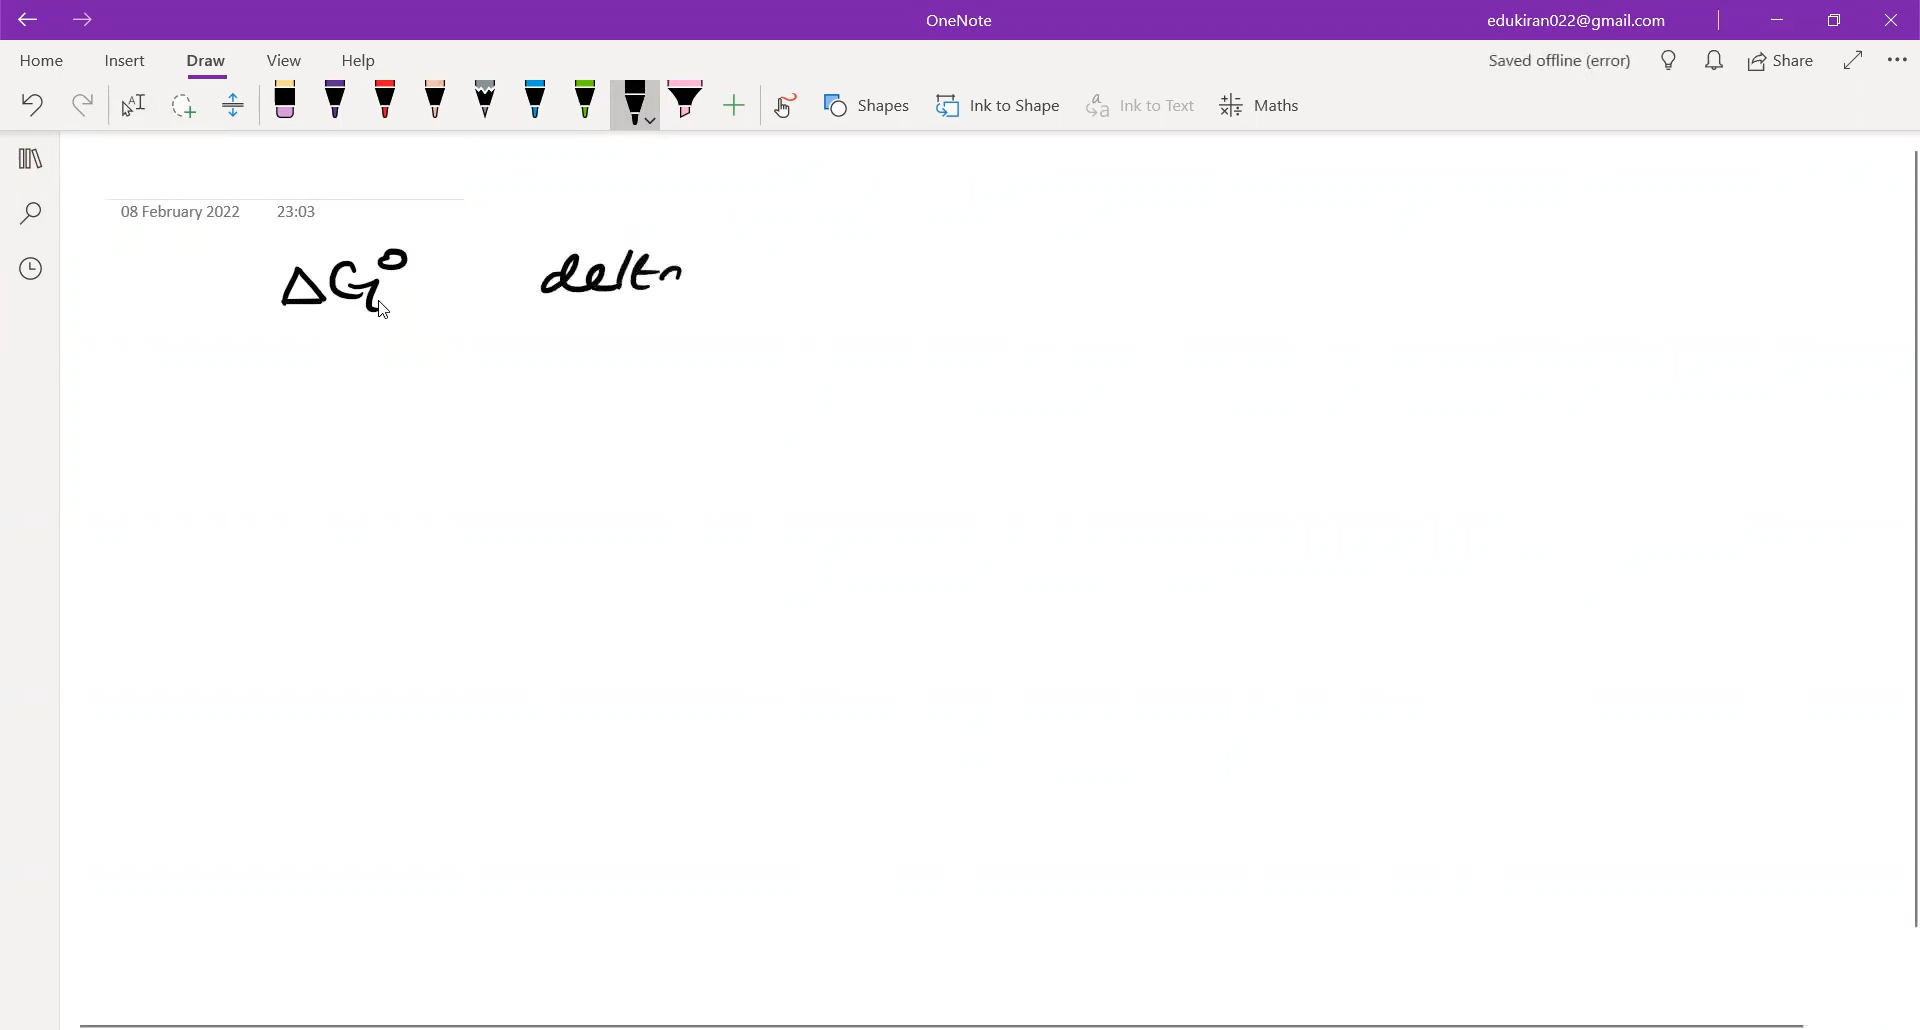 OneNote
edukiran022@gmail.com
Home Insert Draw View Help
Saved offline (error) Share
Shapes Ink to Shape Ink to Text Maths
08 February 2022 23:03
ΔG° delta